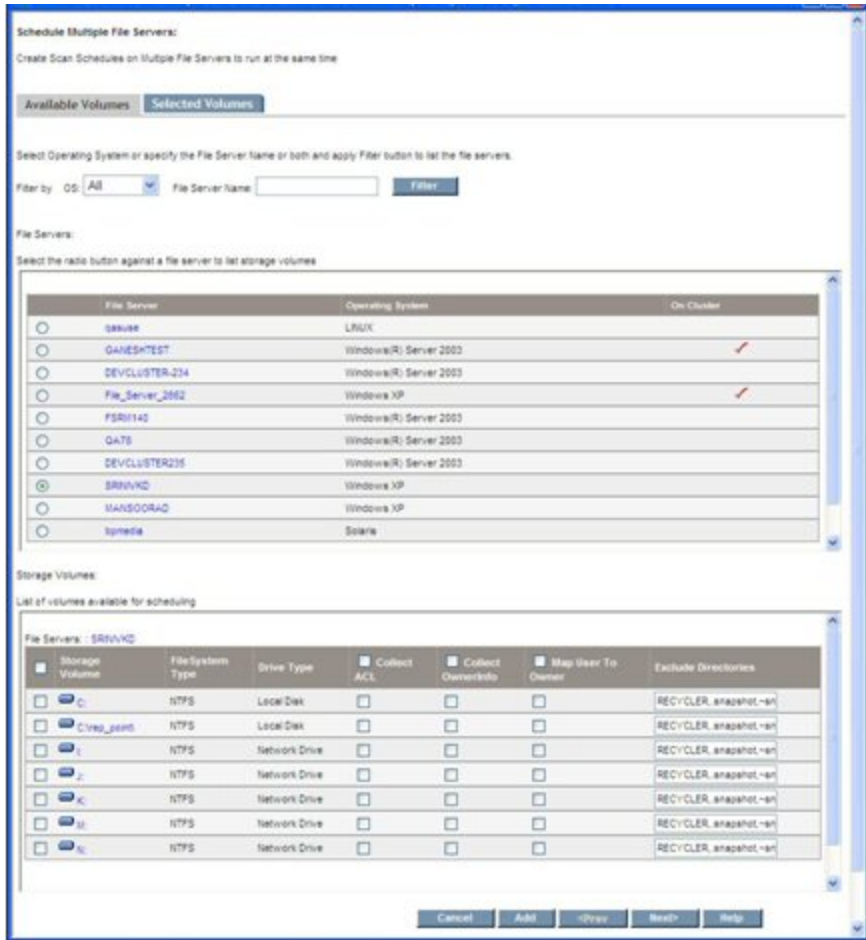 Schedule Multiple File Servers:
Create Scan Schedules on Multiple File Servers to run at the same time
Available Volumes Selected Volumes
Select Operating System or specify the File Server Name or both and apply Filter button to list the file servers.
Filter by OS: All File Server Name: Filter
File Servers:
Select the radio button against a file server to list storage volumes
File Server Operating System On Cluster
qasuse LINUX
GANESHTEST Windows(R) Server 2003
DEVCLUSTER-234 Windows(R) Server 2003
File_Server_2662 Windows XP
FSRM140 Windows(R) Server 2003
QA78 Windows(R) Server 2003
DEVCLUSTER235 Windows(R) Server 2003
SRINIVKD Windows XP
MANSOORAD Windows XP
bpmedia Solaris
Storage Volumes:
List of volumes available for scheduling
File Servers: : SRINIVKD
Storage Volume FileSystem Type Drive Type Collect ACL Collect OwnerInfo Map User To Owner Exclude Directories
C: NTFS Local Disk RECYCLER, snapshot,~sn
C:\rep_point\ NTFS Local Disk RECYCLER, snapshot,~sn
I: NTFS Network Drive RECYCLER, snapshot,~sn
J: NTFS Network Drive RECYCLER, snapshot,~sn
K: NTFS Network Drive RECYCLER, snapshot,~sn
M: NTFS Network Drive RECYCLER, snapshot,~sn
N: NTFS Network Drive RECYCLER, snapshot,~sn
Cancel Add <Prev Next> Help